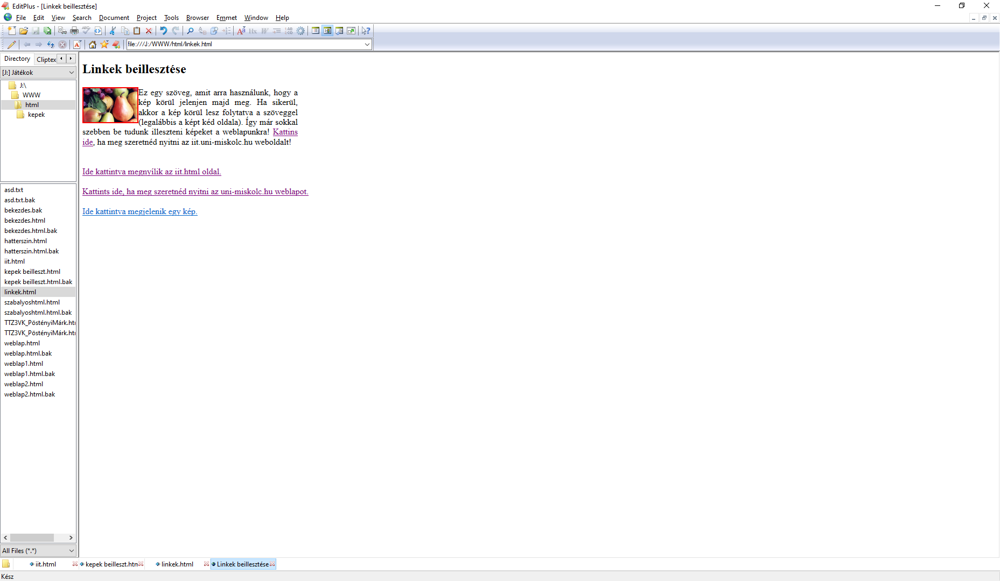 EditPlus - [Linkek beillesztése]
File Edit View Search Document Project Tools Browser Emmet Window Help
file:///J:/WWW/html/linkek.html
Directory Cliptex
[J:] Játékok
J:\
WWW
html
kepek
asd.txt
asd.txt.bak
bekezdes.bak
bekezdes.html
bekezdes.html.bak
hatterszin.html
hatterszin.html.bak
iit.html
kepek beilleszt.html
kepek beilleszt.html.bak
linkek.html
szabalyoshtml.html
szabalyoshtml.html.bak
TTZ3VK_PöstényiMárk.htm
TTZ3VK_PöstényiMárk.htm
weblap.html
weblap.html.bak
weblap1.html
weblap1.html.bak
weblap2.html
weblap2.html.bak
All Files (*.*)
Linkek beillesztése
Ez egy szöveg, amit arra használunk, hogy a
kép körül jelenjen majd meg. Ha sikerül,
akkor a kép körül lesz folytatva a szöveggel
(legalábbis a képt kéd oldala). Így már sokkal
szebben be tudunk illeszteni képeket a weblapunkra! Kattins
ide, ha meg szeretnéd nyitni az iit.uni-miskolc.hu weboldalt!
Ide kattintva megnyílik az iit.html oldal.
Kattints ide, ha meg szeretnéd nyitni az uni-miskolc.hu weblapot.
Ide kattintva megjelenik egy kép.
iit.html kepek beilleszt.htm linkek.html Linkek beillesztése
Kész